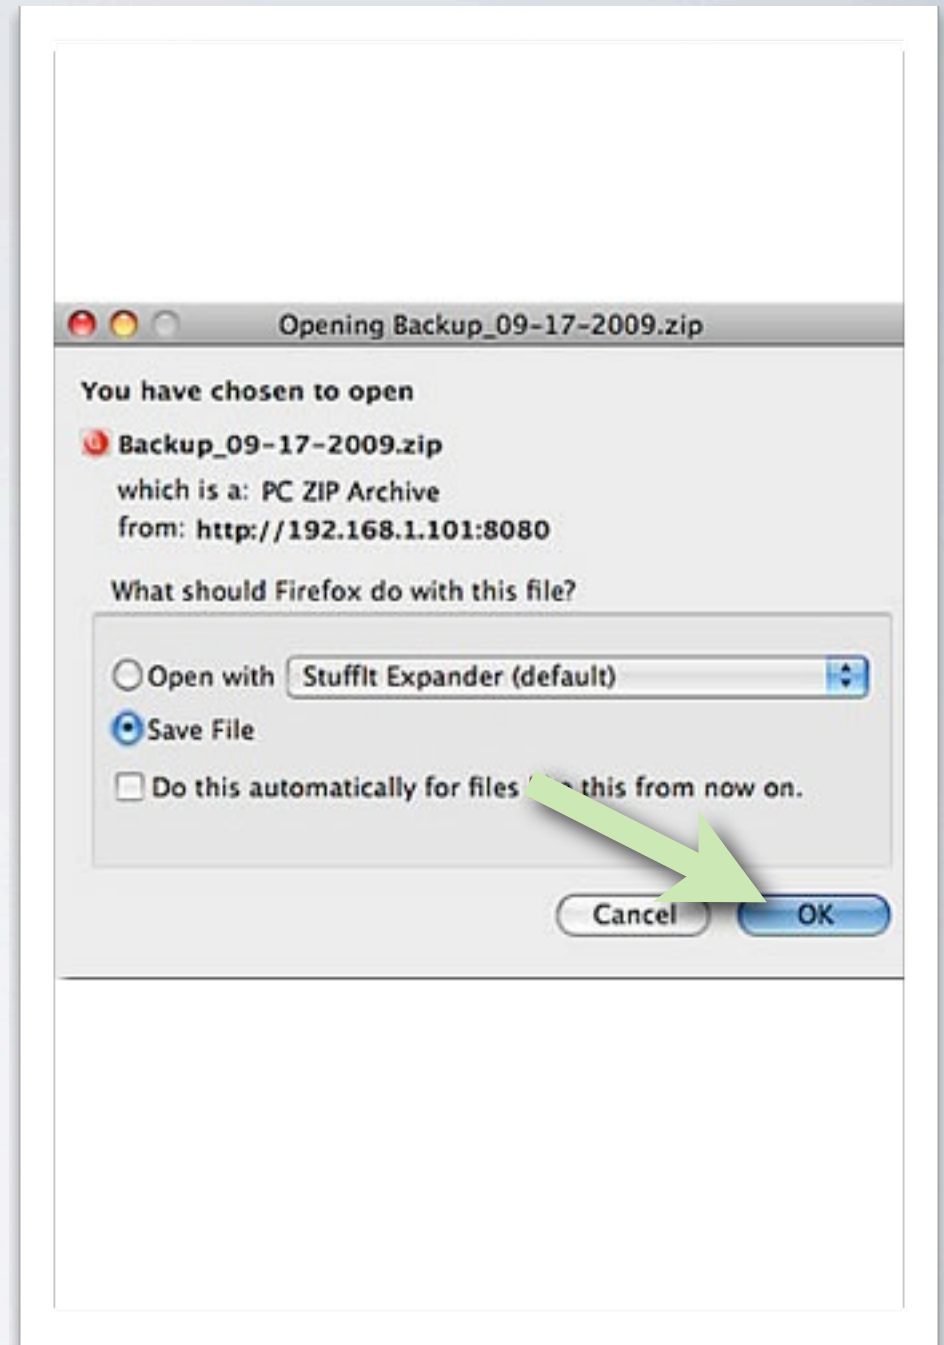 Opening Backup_09-17-2009.zip
You have chosen to open
Backup_09-17-2009.zip
which is a: PC ZIP Archive
from: http://192.168.1.101:8080
What should Firefox do with this file?
Open with StuffIt Expander (default)
Save File
Do this automatically for files this from now on.
Cancel OK